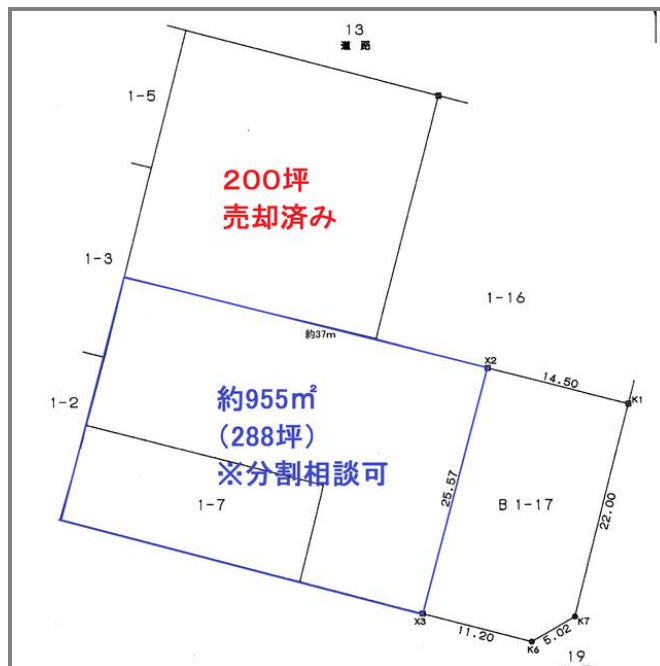 13
道路
1-5
200坪
売却済み
1-3
1-16
約37m
X2
14.50
K1
約955㎡
(288坪)
※分割相談可
1-2
25.57
22.00
1-7
B 1-17
X3
11.20
K6
5.02
K7
19